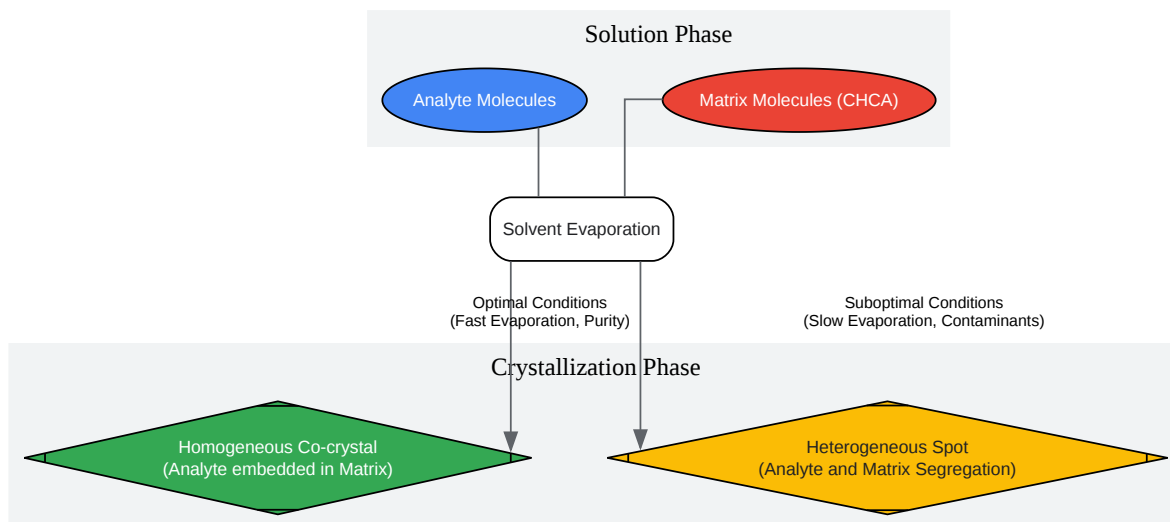 Solution Phase
Analyte Molecules
Matrix Molecules (CHCA)
Solvent Evaporation
Optimal Conditions
(Fast Evaporation, Purity)
Suboptimal Conditions
(Slow Evaporation, Contaminants)
Crystallization Phase
Homogeneous Co-crystal
(Analyte embedded in Matrix)
Heterogeneous Spot
(Analyte and Matrix Segregation)